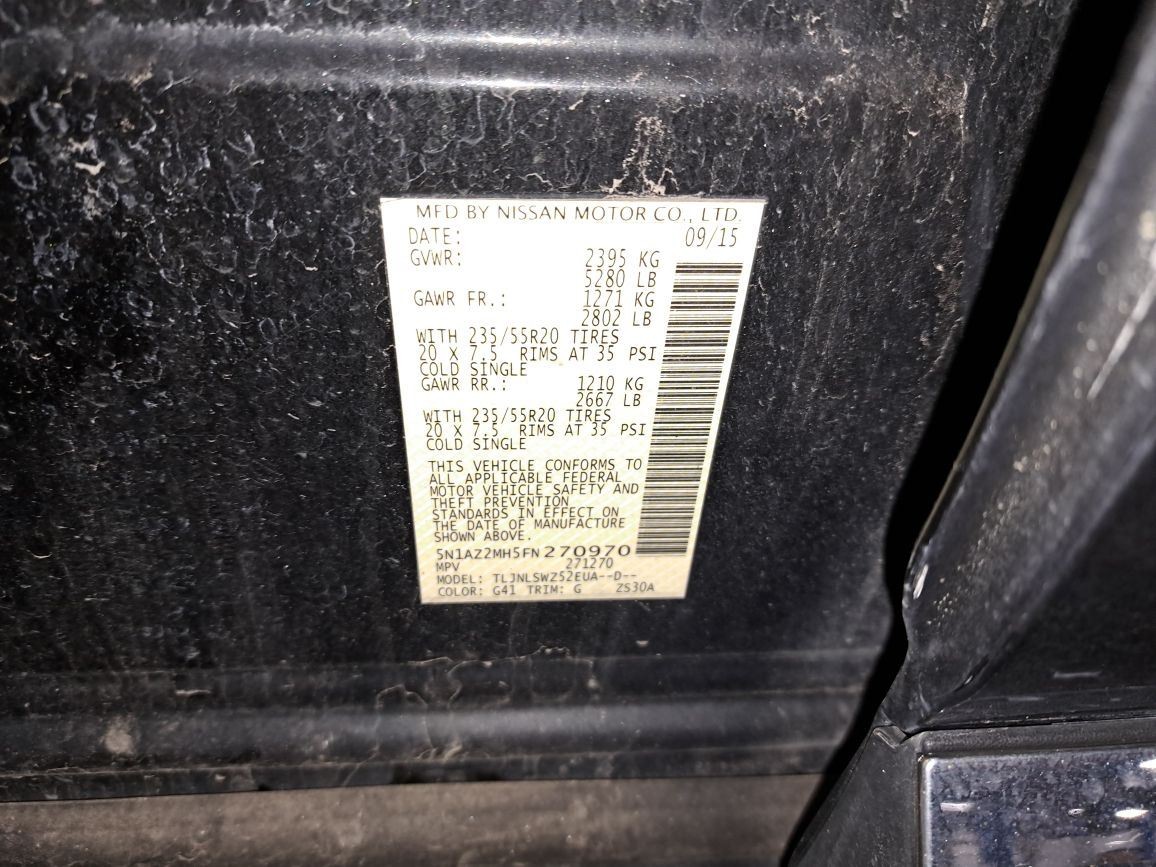 MFD BY NISSAN MOTOR CO., LTD.
DATE: 09/15
GVWR: 2395 KG
5280 LB
GAWR FR.: 1271 KG
2802 LB
WITH 235/55R20 TIRES
20 X 7.5 RIMS AT 35 PSI
COLD SINGLE
GAWR RR.: 1210 KG
2667 LB
WITH 235/55R20 TIRES
20 X 7.5 RIMS AT 35 PSI
COLD SINGLE
THIS VEHICLE CONFORMS TO
ALL APPLICABLE FEDERAL
MOTOR VEHICLE SAFETY AND
THEFT PREVENTION
STANDARDS IN EFFECT ON
THE DATE OF MANUFACTURE
SHOWN ABOVE.
5N1AZ2MH5FN270970
MPV 271270
MODEL: TLJNLSWZ52EUA--D--
COLOR: G41 TRIM: G ZS30A